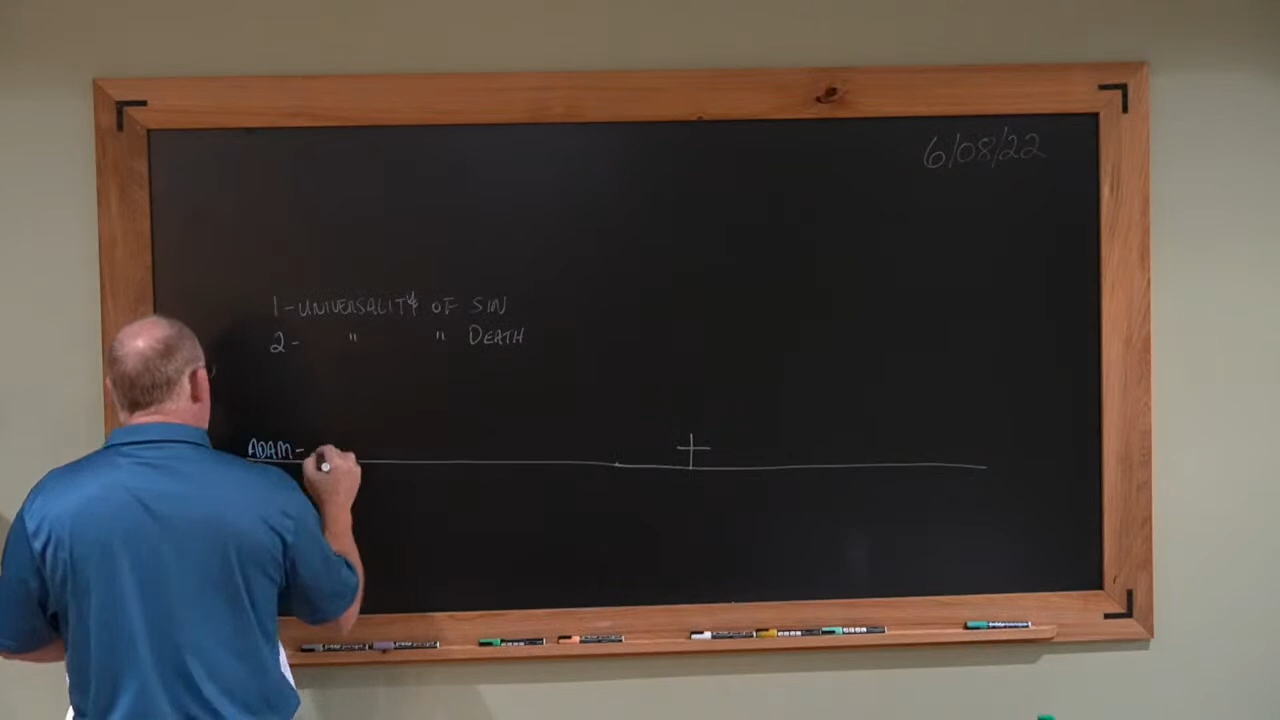 6/08/22
1-UNIVERSALITY OF SIN
2- " " DEATH
ADAM-